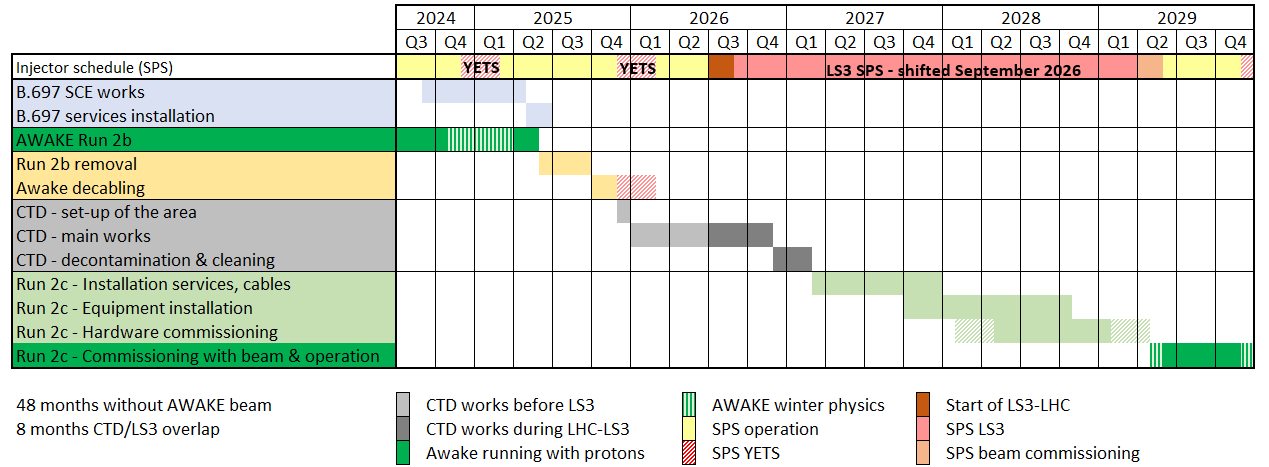 2024 2025 2026 2027 2028 2029
Q3 Q4 Q1 Q2 Q3 Q4 Q1 Q2 Q3 Q4 Q1 Q2 Q3 Q4 Q1 Q2 Q3 Q4 Q1 Q2 Q3 Q4
Injector schedule (SPS) YETS YETS LS3 SPS - shifted September 2026
B.697 SCE works
B.697 services installation
AWAKE Run 2b
Run 2b removal
Awake decabling
CTD - set-up of the area
CTD - main works
CTD - decontamination & cleaning
Run 2c - Installation services, cables
Run 2c - Equipment installation
Run 2c - Hardware commissioning
Run 2c - Commissioning with beam & operation
48 months without AWAKE beam CTD works before LS3 AWAKE winter physics Start of LS3-LHC
8 months CTD/LS3 overlap CTD works during LHC-LS3 SPS operation SPS LS3
Awake running with protons SPS YETS SPS beam commissioning